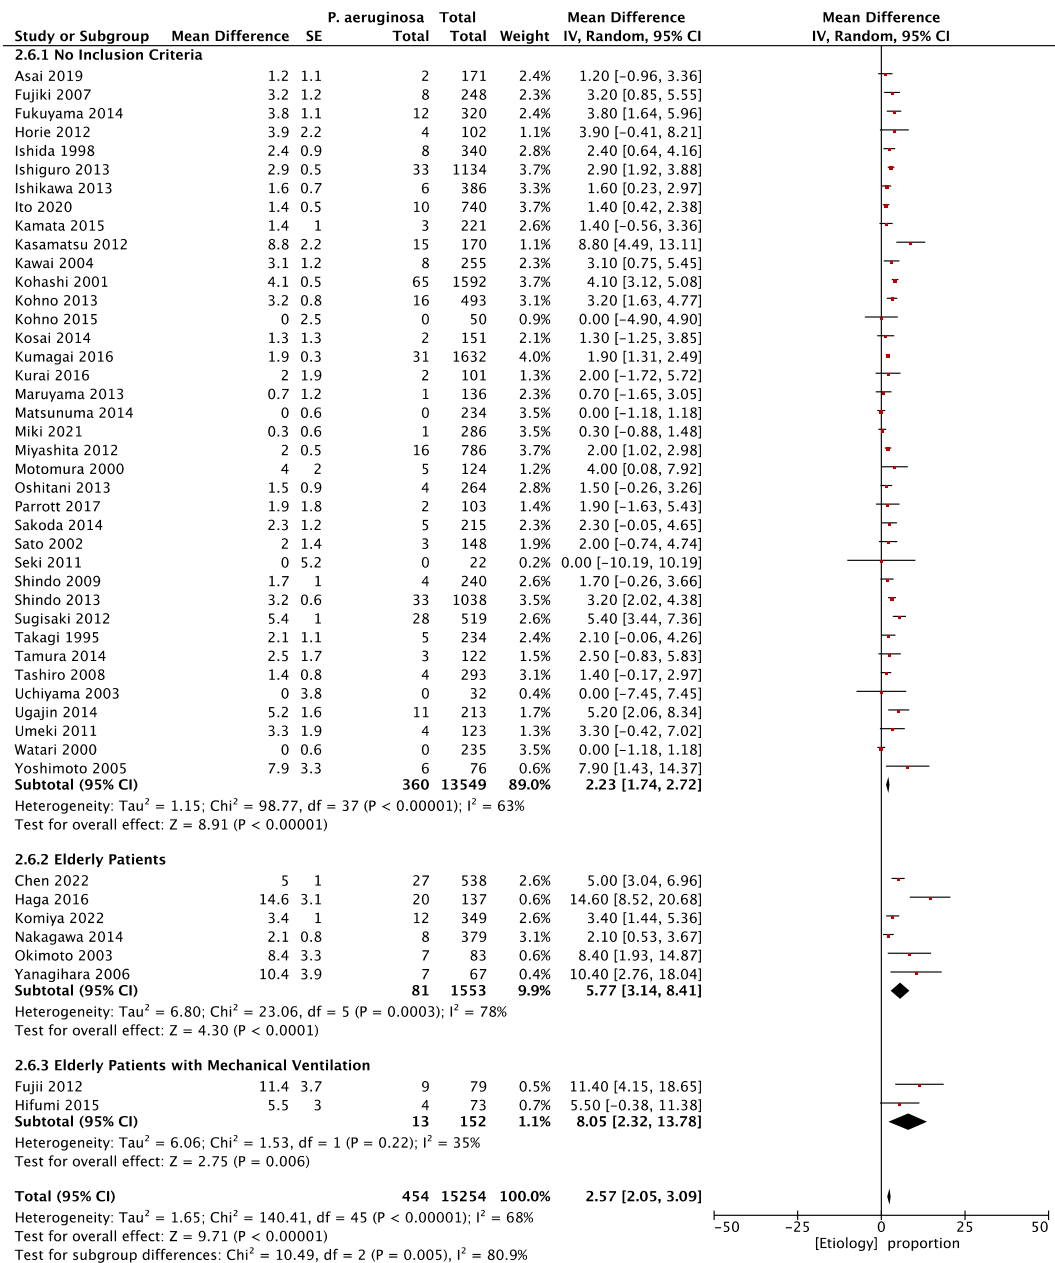 P. aeruginosa Total Mean Difference Mean Difference
Study or Subgroup Mean Difference SE Total Total Weight IV, Random, 95% CI IV, Random, 95% CI
2.6.1 No Inclusion Criteria
Asai 2019 1.2 1.1 2 171 2.4% 1.20 [−0.96, 3.36]
Fujiki 2007 3.2 1.2 8 248 2.3% 3.20 [0.85, 5.55]
Fukuyama 2014 3.8 1.1 12 320 2.4% 3.80 [1.64, 5.96]
Horie 2012 3.9 2.2 4 102 1.1% 3.90 [−0.41, 8.21]
Ishida 1998 2.4 0.9 8 340 2.8% 2.40 [0.64, 4.16]
Ishiguro 2013 2.9 0.5 33 1134 3.7% 2.90 [1.92, 3.88]
Ishikawa 2013 1.6 0.7 6 386 3.3% 1.60 [0.23, 2.97]
Ito 2020 1.4 0.5 10 740 3.7% 1.40 [0.42, 2.38]
Kamata 2015 1.4 1 3 221 2.6% 1.40 [−0.56, 3.36]
Kasamatsu 2012 8.8 2.2 15 170 1.1% 8.80 [4.49, 13.11]
Kawai 2004 3.1 1.2 8 255 2.3% 3.10 [0.75, 5.45]
Kohashi 2001 4.1 0.5 65 1592 3.7% 4.10 [3.12, 5.08]
Kohno 2013 3.2 0.8 16 493 3.1% 3.20 [1.63, 4.77]
Kohno 2015 0 2.5 0 50 0.9% 0.00 [−4.90, 4.90]
Kosai 2014 1.3 1.3 2 151 2.1% 1.30 [−1.25, 3.85]
Kumagai 2016 1.9 0.3 31 1632 4.0% 1.90 [1.31, 2.49]
Kurai 2016 2 1.9 2 101 1.3% 2.00 [−1.72, 5.72]
Maruyama 2013 0.7 1.2 1 136 2.3% 0.70 [−1.65, 3.05]
Matsunuma 2014 0 0.6 0 234 3.5% 0.00 [−1.18, 1.18]
Miki 2021 0.3 0.6 1 286 3.5% 0.30 [−0.88, 1.48]
Miyashita 2012 2 0.5 16 786 3.7% 2.00 [1.02, 2.98]
Motomura 2000 4 2 5 124 1.2% 4.00 [0.08, 7.92]
Oshitani 2013 1.5 0.9 4 264 2.8% 1.50 [−0.26, 3.26]
Parrott 2017 1.9 1.8 2 103 1.4% 1.90 [−1.63, 5.43]
Sakoda 2014 2.3 1.2 5 215 2.3% 2.30 [−0.05, 4.65]
Sato 2002 2 1.4 3 148 1.9% 2.00 [−0.74, 4.74]
Seki 2011 0 5.2 0 22 0.2% 0.00 [−10.19, 10.19]
Shindo 2009 1.7 1 4 240 2.6% 1.70 [−0.26, 3.66]
Shindo 2013 3.2 0.6 33 1038 3.5% 3.20 [2.02, 4.38]
Sugisaki 2012 5.4 1 28 519 2.6% 5.40 [3.44, 7.36]
Takagi 1995 2.1 1.1 5 234 2.4% 2.10 [−0.06, 4.26]
Tamura 2014 2.5 1.7 3 122 1.5% 2.50 [−0.83, 5.83]
Tashiro 2008 1.4 0.8 4 293 3.1% 1.40 [−0.17, 2.97]
Uchiyama 2003 0 3.8 0 32 0.4% 0.00 [−7.45, 7.45]
Ugajin 2014 5.2 1.6 11 213 1.7% 5.20 [2.06, 8.34]
Umeki 2011 3.3 1.9 4 123 1.3% 3.30 [−0.42, 7.02]
Watari 2000 0 0.6 0 235 3.5% 0.00 [−1.18, 1.18]
Yoshimoto 2005 7.9 3.3 6 76 0.6% 7.90 [1.43, 14.37]
Subtotal (95% CI) 360 13549 89.0% 2.23 [1.74, 2.72]
Heterogeneity: Tau² = 1.15; Chi² = 98.77, df = 37 (P < 0.00001); I² = 63%
Test for overall effect: Z = 8.91 (P < 0.00001)
2.6.2 Elderly Patients
Chen 2022 5 1 27 538 2.6% 5.00 [3.04, 6.96]
Haga 2016 14.6 3.1 20 137 0.6% 14.60 [8.52, 20.68]
Komiya 2022 3.4 1 12 349 2.6% 3.40 [1.44, 5.36]
Nakagawa 2014 2.1 0.8 8 379 3.1% 2.10 [0.53, 3.67]
Okimoto 2003 8.4 3.3 7 83 0.6% 8.40 [1.93, 14.87]
Yanagihara 2006 10.4 3.9 7 67 0.4% 10.40 [2.76, 18.04]
Subtotal (95% CI) 81 1553 9.9% 5.77 [3.14, 8.41]
Heterogeneity: Tau² = 6.80; Chi² = 23.06, df = 5 (P = 0.0003); I² = 78%
Test for overall effect: Z = 4.30 (P < 0.0001)
2.6.3 Elderly Patients with Mechanical Ventilation
Fujii 2012 11.4 3.7 9 79 0.5% 11.40 [4.15, 18.65]
Hifumi 2015 5.5 3 4 73 0.7% 5.50 [−0.38, 11.38]
Subtotal (95% CI) 13 152 1.1% 8.05 [2.32, 13.78]
Heterogeneity: Tau² = 6.06; Chi² = 1.53, df = 1 (P = 0.22); I² = 35%
Test for overall effect: Z = 2.75 (P = 0.006)
Total (95% CI) 454 15254 100.0% 2.57 [2.05, 3.09]
Heterogeneity: Tau² = 1.65; Chi² = 140.41, df = 45 (P < 0.00001); I² = 68%
Test for overall effect: Z = 9.71 (P < 0.00001)
Test for subgroup differences: Chi² = 10.49, df = 2 (P = 0.005), I² = 80.9%
−50 −25 0 25 50
[Etiology] proportion